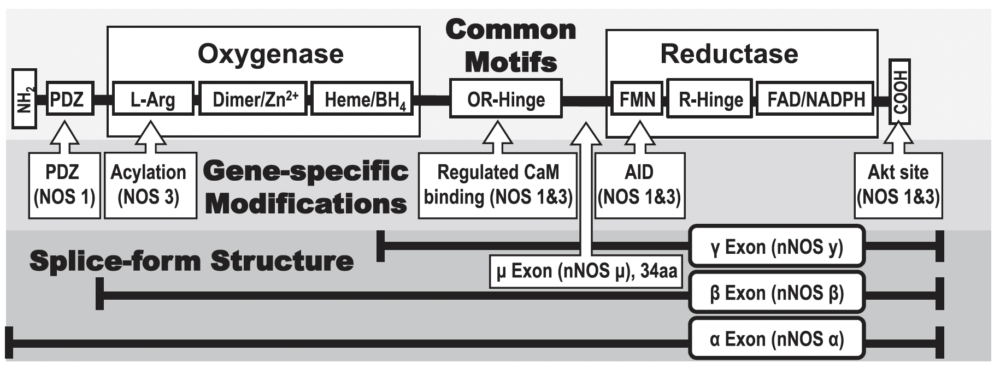 Common
Motifs
Oxygenase
Reductase
NH₂
PDZ
L-Arg
Dimer/Zn²⁺
Heme/BH₄
OR-Hinge
FMN
R-Hinge
FAD/NADPH
COOH
PDZ
(NOS 1)
Acylation
(NOS 3)
Gene-specific
Modifications
Regulated CaM
binding (NOS 1&3)
AID
(NOS 1&3)
Akt site
(NOS 1&3)
Splice-form Structure
γ Exon (nNOS y)
μ Exon (nNOS μ), 34aa
β Exon (nNOS β)
α Exon (nNOS α)